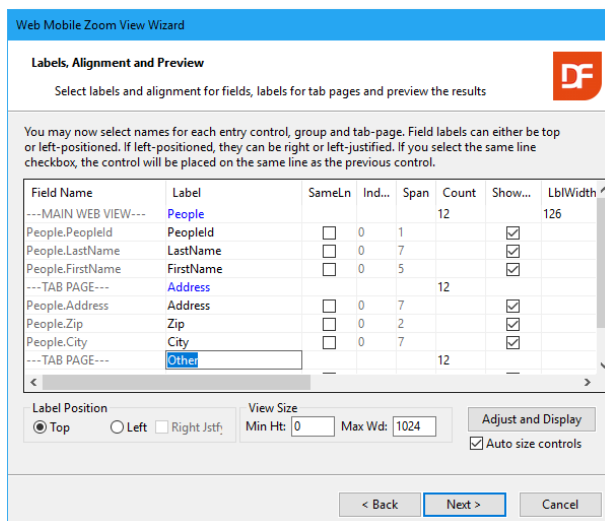 Web Mobile Zoom View Wizard
Labels, Alignment and Preview
Select labels and alignment for fields, labels for tab pages and preview the results
DF
You may now select names for each entry control, group and tab-page. Field labels can either be top
or left-positioned. If left-positioned, they can be right or left-justified. If you select the same line
checkbox, the control will be placed on the same line as the previous control.
Field Name Label SameLn Ind... Span Count Show... LblWidth
---MAIN WEB VIEW--- People 12 126
People.PeopleId PeopleId 0 1
People.LastName LastName 0 7
People.FirstName FirstName 0 5
---TAB PAGE--- Address 12
People.Address Address 0 7
People.Zip Zip 0 2
People.City City 0 7
---TAB PAGE--- Other 12
Label Position View Size
Top Left Right Jstfy Min Ht: 0 Max Wd: 1024 Adjust and Display
Auto size controls
< Back Next > Cancel